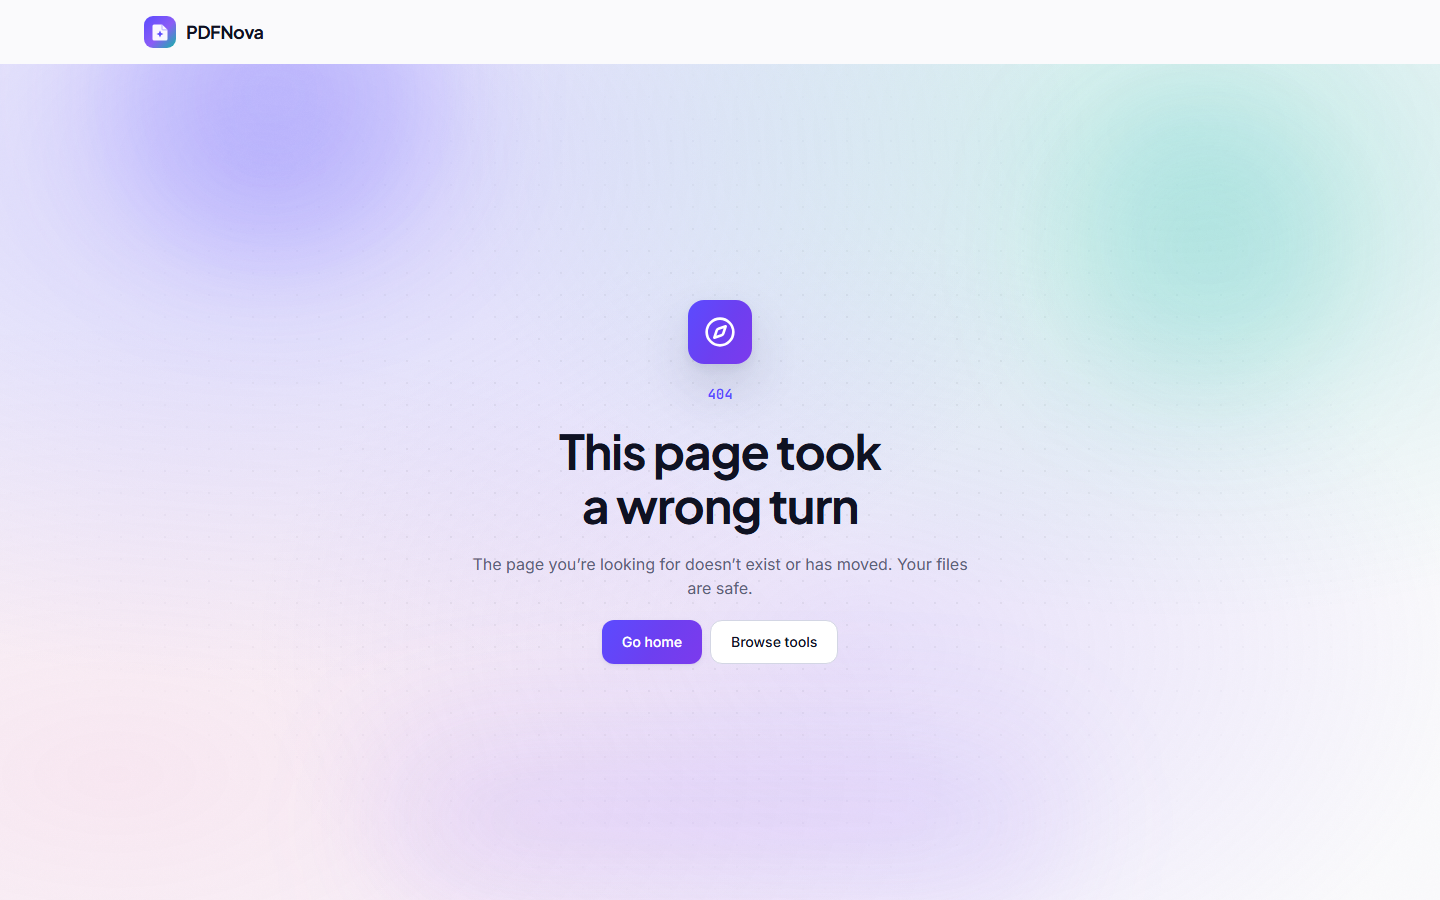 PDFNova
404
This page took
a wrong turn
The page you’re looking for doesn’t exist or has moved. Your files
are safe.
Go home
Browse tools